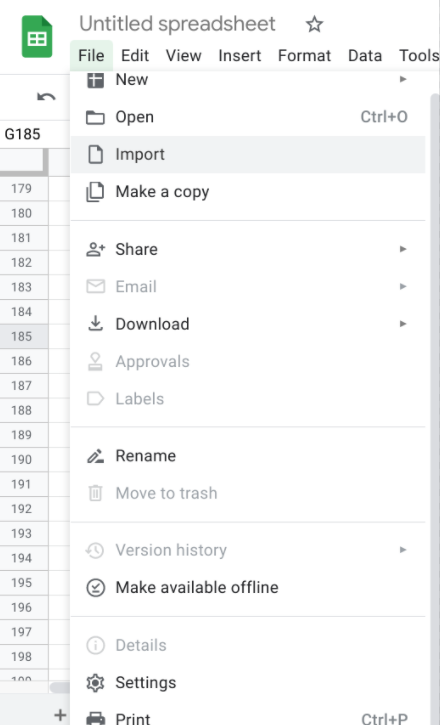 Untitled spreadsheet
File Edit View Insert Format Data Tools
New
G185
Open Ctrl+O
Import
Make a copy
179
180
181
Share
182
183
Email
184
Download
185
186
Approvals
187
Labels
188
189
190
Rename
191
Move to trash
192
193
194
Version history
195
Make available offline
196
197
Details
198
199
Settings
+
Print Ctrl+P